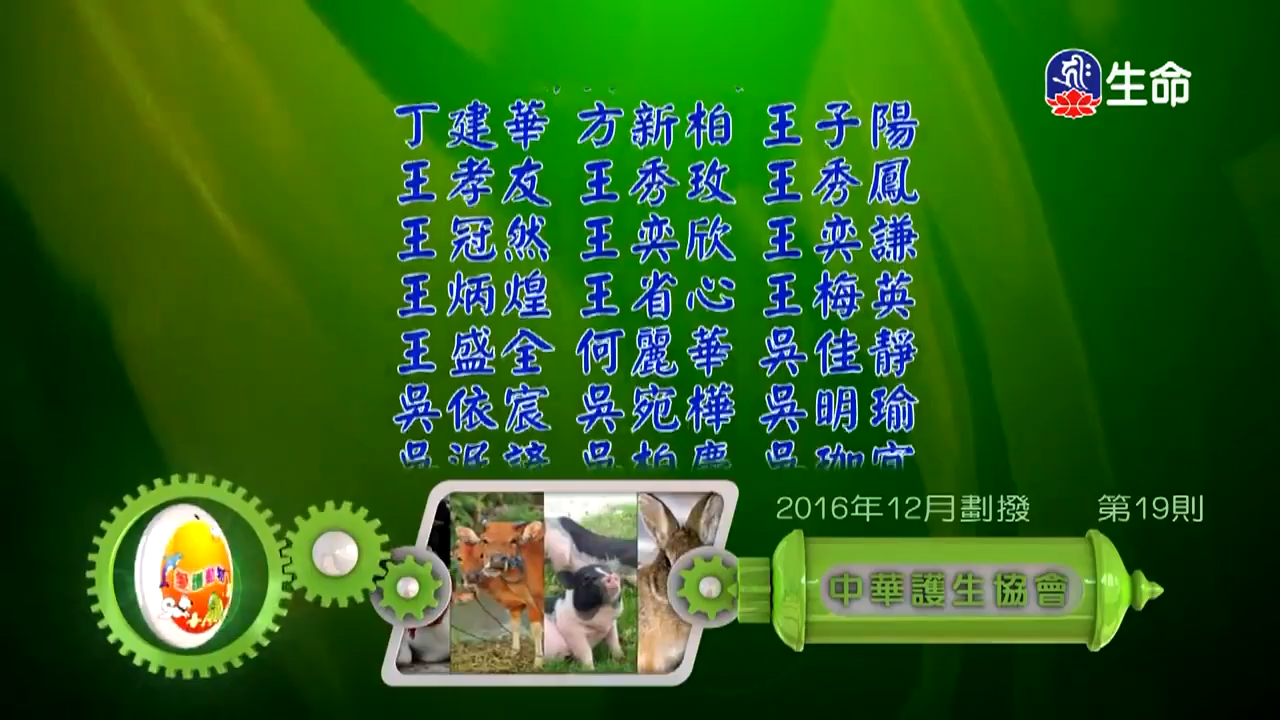 生命
丁建華 方新柏 王子陽
王孝友 王秀玫 王秀鳳
王冠然 王奕欣 王奕謙
王炳煌 王省心 王梅英
王盛全 何麗華 吳佳靜
吳依宸 吳宛樺 吳明瑜
2016年12月劃撥 第19則
中華護生協會